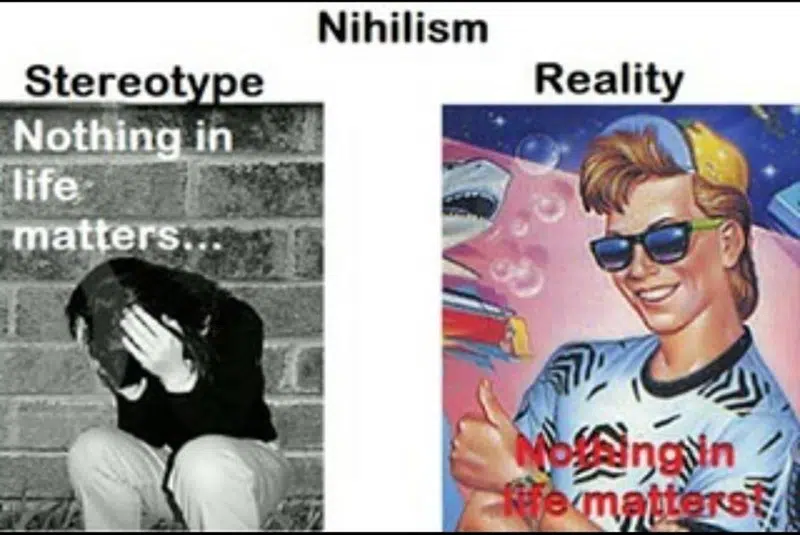 Nihilism
Stereotype
Reality
Nothing in
life
matters...
Nothing in
life matters!